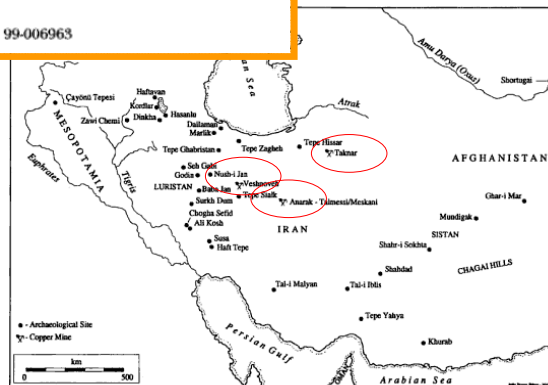 99-006963
an Sea
Amu Darya (Oxus)
Shortugai
Haftavan
Çayönü Tepesi
Kordlar
Hasanlu
Zawi Chemi
Dinkha
Atrak
Dailaman
Marlik
MESOPOTAMIA
Tepe Hissar
Tepe Zagheh
Tepe Ghabristan
Taknar
AFGHANISTAN
Euphrates
Tigris
Seh Gabi
Godin
Nush-i Jan
LURISTAN
Baba Jan
Veshnoveh
Tepe Sialk
Surkh Dum
Anarak - Talmessi/Meskani
Ghar-i Mar
Chogha Sefid
Ali Kosh
Mundigak
IRAN
SISTAN
Susa
Haft Tepe
Shahr-i Sokhta
Shahdad
CHAGAI HILLS
Tal-i Malyan
Tal-i Iblis
Tepe Yahya
Persian Gulf
- Archaeological Site
- Copper Mine
Khurab
km
0 500
OMAN
Arabian Sea